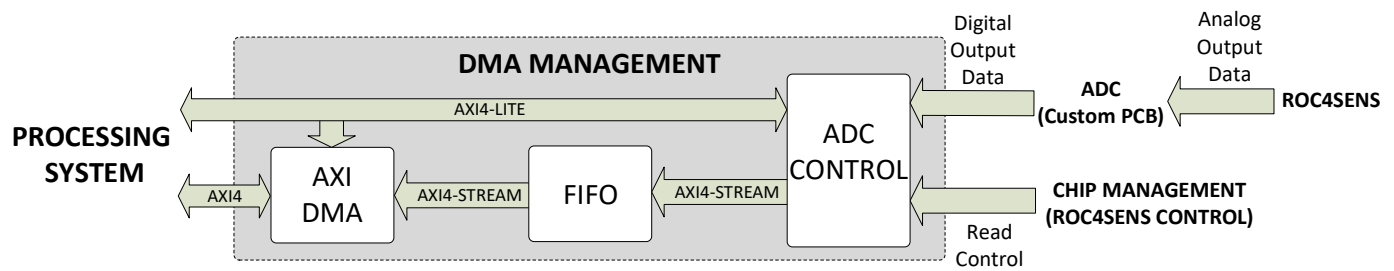 Digital
Output
Data
Analog
Output
Data
DMA MANAGEMENT
AXI4-LITE
ADC
(Custom PCB)
ROC4SENS
PROCESSING
SYSTEM
ADC
CONTROL
AXI4
AXI
DMA
AXI4-STREAM
FIFO
AXI4-STREAM
CHIP MANAGEMENT
(ROC4SENS CONTROL)
Read
Control